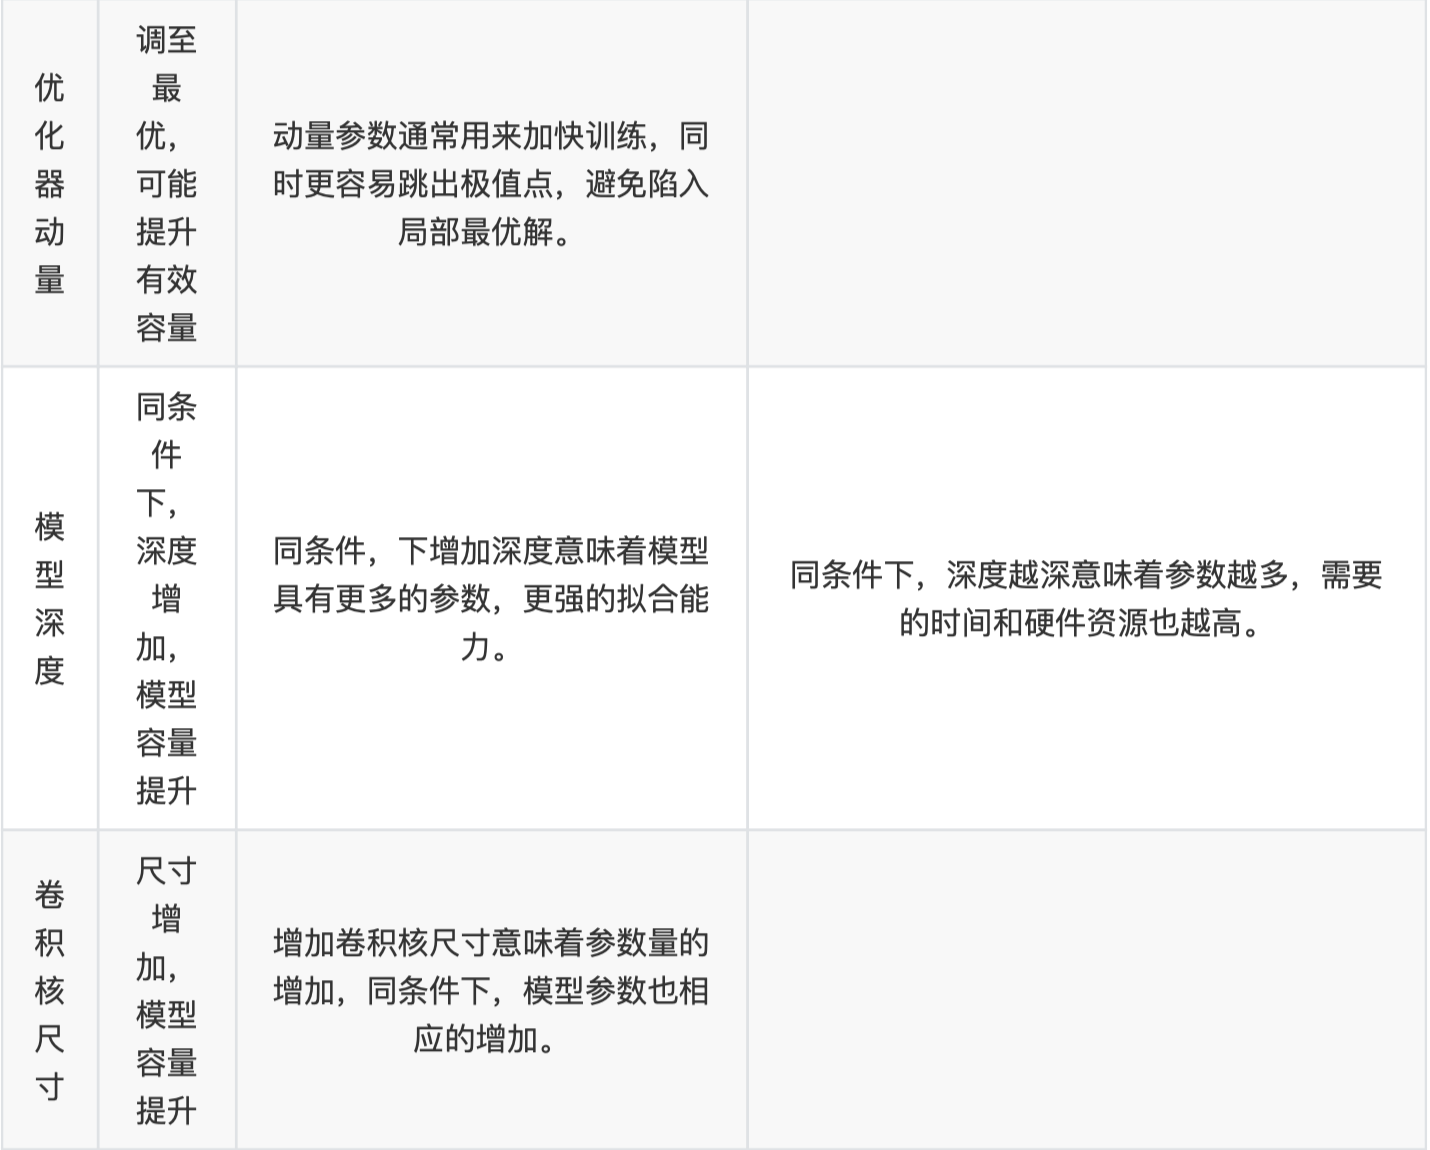 优
化
器
动
量
调至
最
优，
可能
提升
有效
容量
动量参数通常用来加快训练，同
时更容易跳出极值点，避免陷入
局部最优解。
模
型
深
度
同条
件
下，
深度
增
加，
模型
容量
提升
同条件，下增加深度意味着模型
具有更多的参数，更强的拟合能
力。
同条件下，深度越深意味着参数越多，需要
的时间和硬件资源也越高。
卷
积
核
尺
寸
尺寸
增
加，
模型
容量
提升
增加卷积核尺寸意味着参数量的
增加，同条件下，模型参数也相
应的增加。